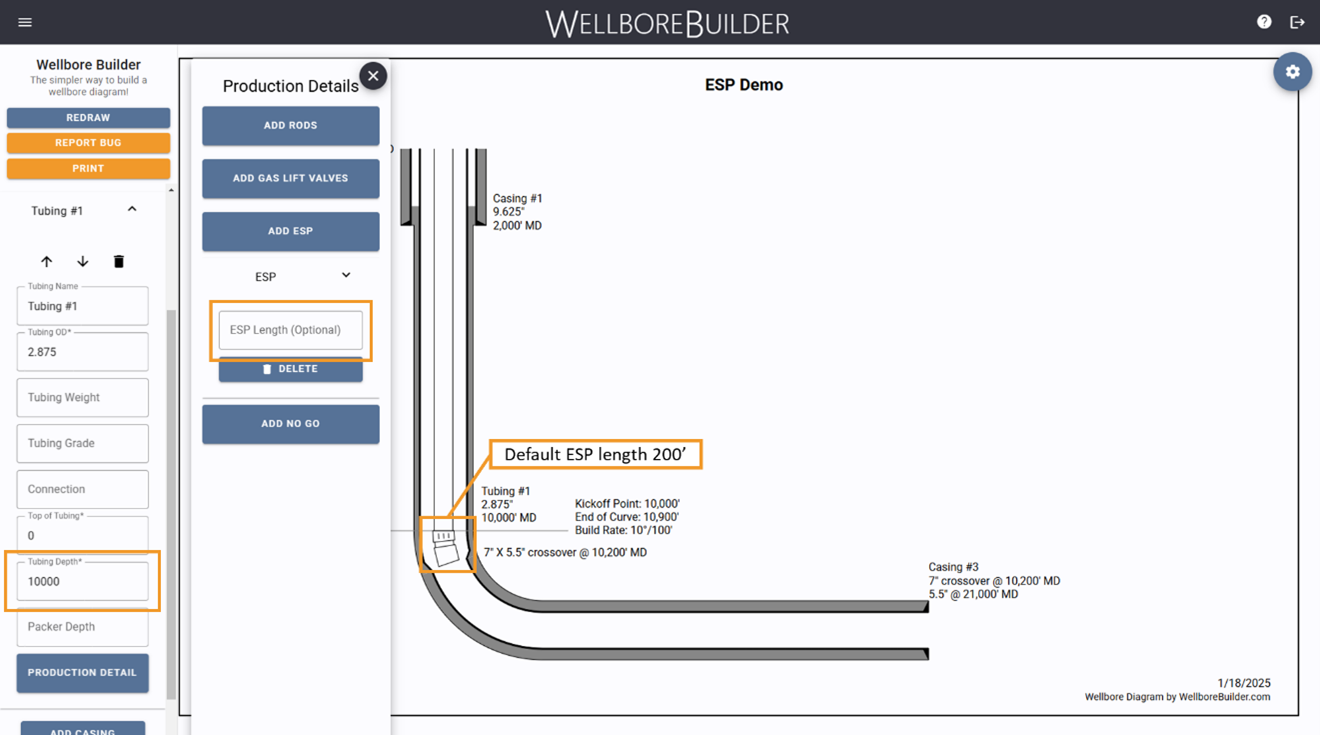 WELLBOREBUILDER
Wellbore Builder
The simpler way to build a
wellbore diagram!
REDRAW
REPORT BUG
PRINT
Tubing #1
Tubing Name
Tubing #1
Tubing OD*
2.875
Tubing Weight
Tubing Grade
Connection
Top of Tubing*
0
Tubing Depth*
10000
Packer Depth
PRODUCTION DETAIL
ADD CASING
Production Details
ADD RODS
ADD GAS LIFT VALVES
ADD ESP
ESP
ESP Length (Optional)
DELETE
ADD NO GO
ESP Demo
Casing #1
9.625"
2,000' MD
Default ESP length 200’
Tubing #1
2.875"
10,000' MD
Kickoff Point: 10,000'
End of Curve: 10,900'
Build Rate: 10°/100'
7" X 5.5" crossover @ 10,200' MD
Casing #3
7" crossover @ 10,200' MD
5.5" @ 21,000' MD
1/18/2025
Wellbore Diagram by WellboreBuilder.com